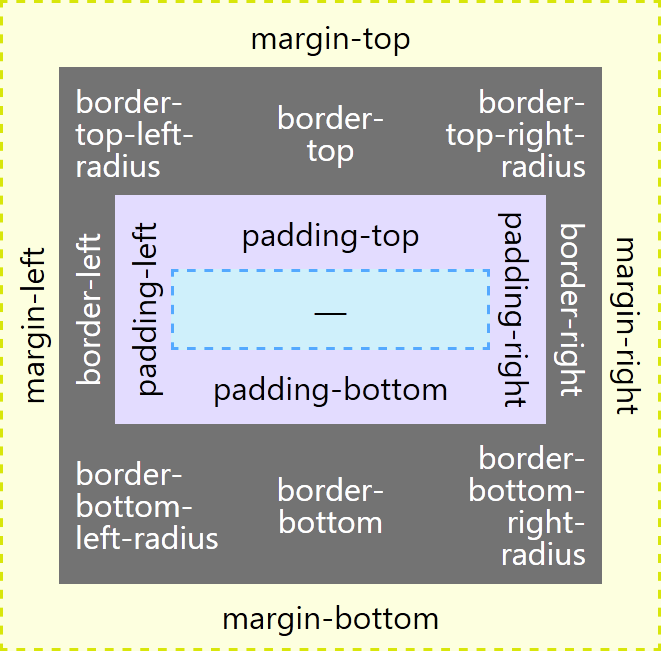 margin-top
border-
top-left-
radius
border-
top
border-
top-right-
radius
margin-left
border-left
padding-left
padding-top
—
padding-bottom
padding-right
border-right
margin-right
border-
bottom-
left-radius
border-
bottom
border-
bottom-
right-
radius
margin-bottom